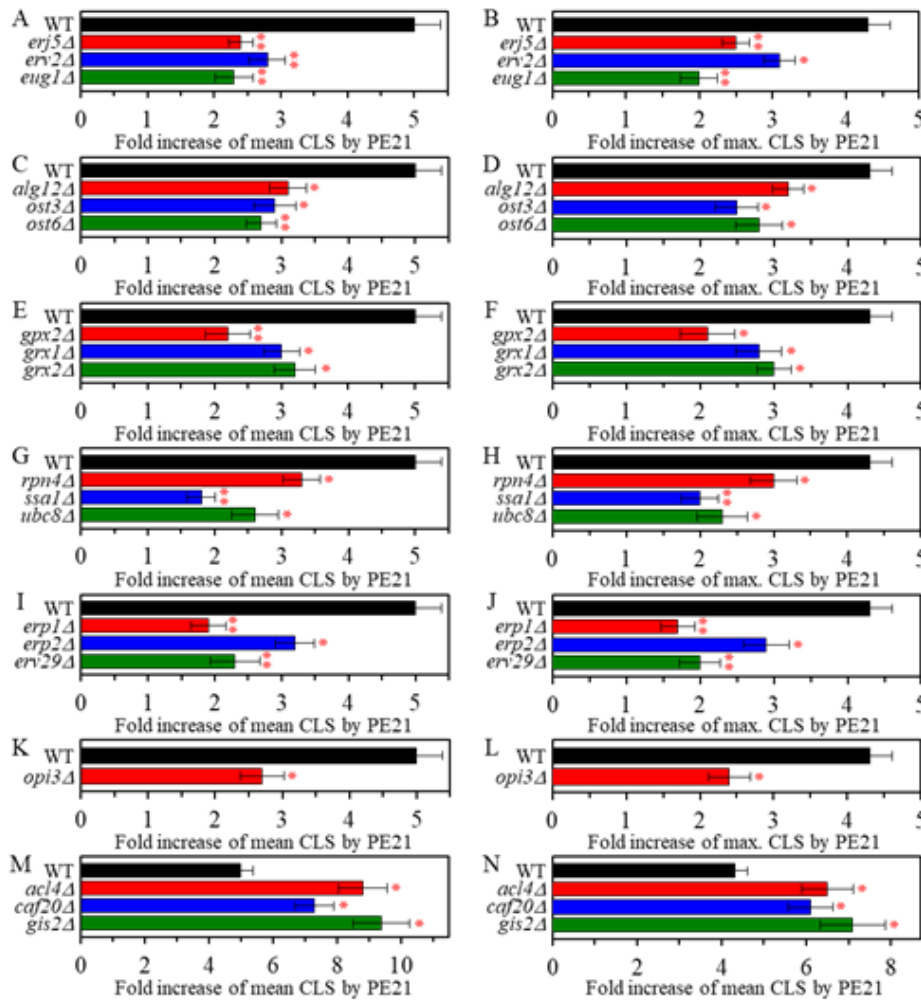 A
WT
erj5Δ
erv2Δ
eug1Δ
0 1 2 3 4 5
Fold increase of mean CLS by PE21
B
WT
erj5Δ
erv2Δ
eug1Δ
0 1 2 3 4 5
Fold increase of max. CLS by PE21
C
WT
alg12Δ
ost3Δ
ost6Δ
0 1 2 3 4 5
Fold increase of mean CLS by PE21
D
WT
alg12Δ
ost3Δ
ost6Δ
0 1 2 3 4 5
Fold increase of max. CLS by PE21
E
WT
gpx2Δ
grx1Δ
grx2Δ
0 1 2 3 4 5
Fold increase of mean CLS by PE21
F
WT
gpx2Δ
grx1Δ
grx2Δ
0 1 2 3 4 5
Fold increase of max. CLS by PE21
G
WT
rpn4Δ
ssa1Δ
ubc8Δ
0 1 2 3 4 5
Fold increase of mean CLS by PE21
H
WT
rpn4Δ
ssa1Δ
ubc8Δ
0 1 2 3 4 5
Fold increase of max. CLS by PE21
I
WT
erp1Δ
erp2Δ
erv29Δ
0 1 2 3 4 5
Fold increase of mean CLS by PE21
J
WT
erp1Δ
erp2Δ
erv29Δ
0 1 2 3 4 5
Fold increase of max. CLS by PE21
K
WT
opi3Δ
0 1 2 3 4 5
Fold increase of mean CLS by PE21
L
WT
opi3Δ
0 1 2 3 4 5
Fold increase of max. CLS by PE21
M
WT
acl4Δ
caf20Δ
gis2Δ
0 2 4 6 8 10
Fold increase of mean CLS by PE21
N
WT
acl4Δ
caf20Δ
gis2Δ
0 2 4 6 8
Fold increase of mean CLS by PE21